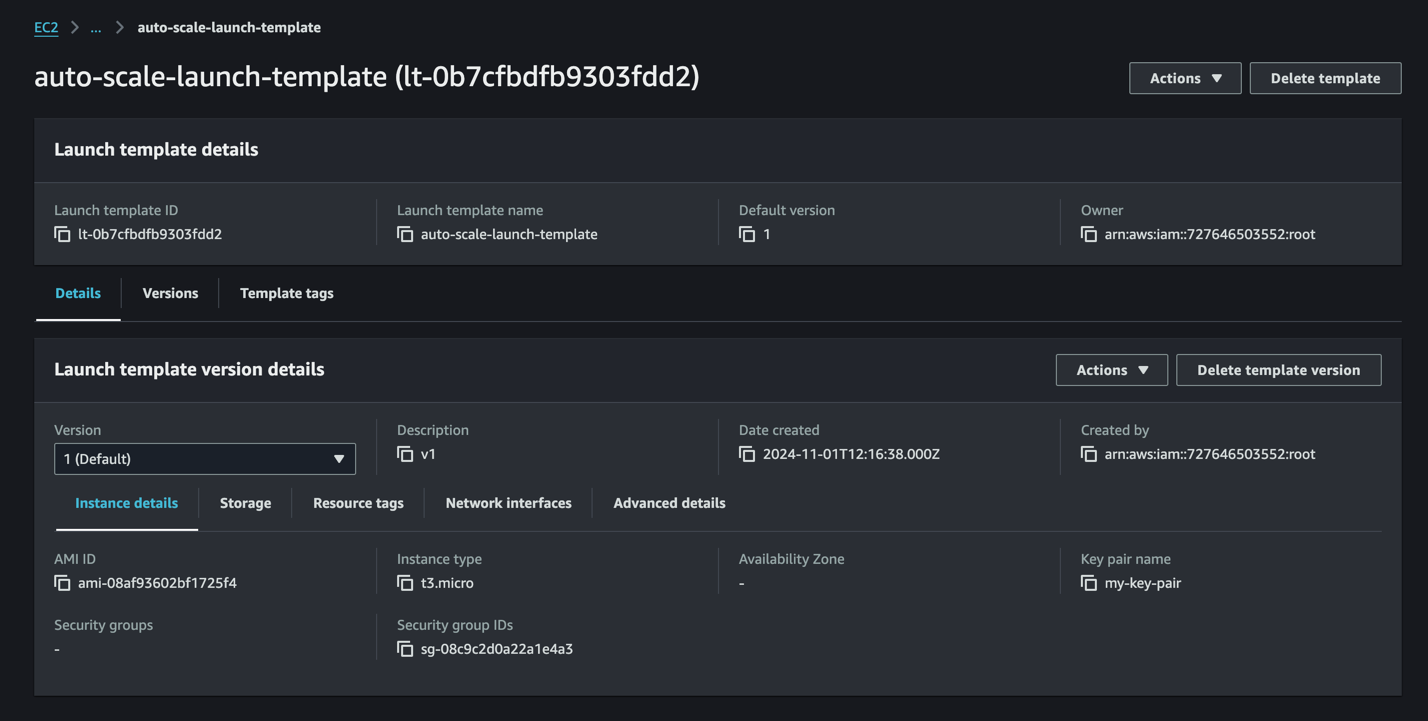 EC2 > ... > auto-scale-launch-template
auto-scale-launch-template (lt-0b7cfbdfb9303fdd2)
Actions ▼ Delete template
Launch template details
Launch template ID Launch template name Default version Owner
lt-0b7cfbdfb9303fdd2 auto-scale-launch-template 1 arn:aws:iam::727646503552:root
Details Versions Template tags
Launch template version details
Actions ▼ Delete template version
Version Description Date created Created by
1 (Default) ▼ v1 2024-11-01T12:16:38.000Z arn:aws:iam::727646503552:root
Instance details Storage Resource tags Network interfaces Advanced details
AMI ID Instance type Availability Zone Key pair name
ami-08af93602bf1725f4 t3.micro - my-key-pair
Security groups Security group IDs
- sg-08c9c2d0a22a1e4a3